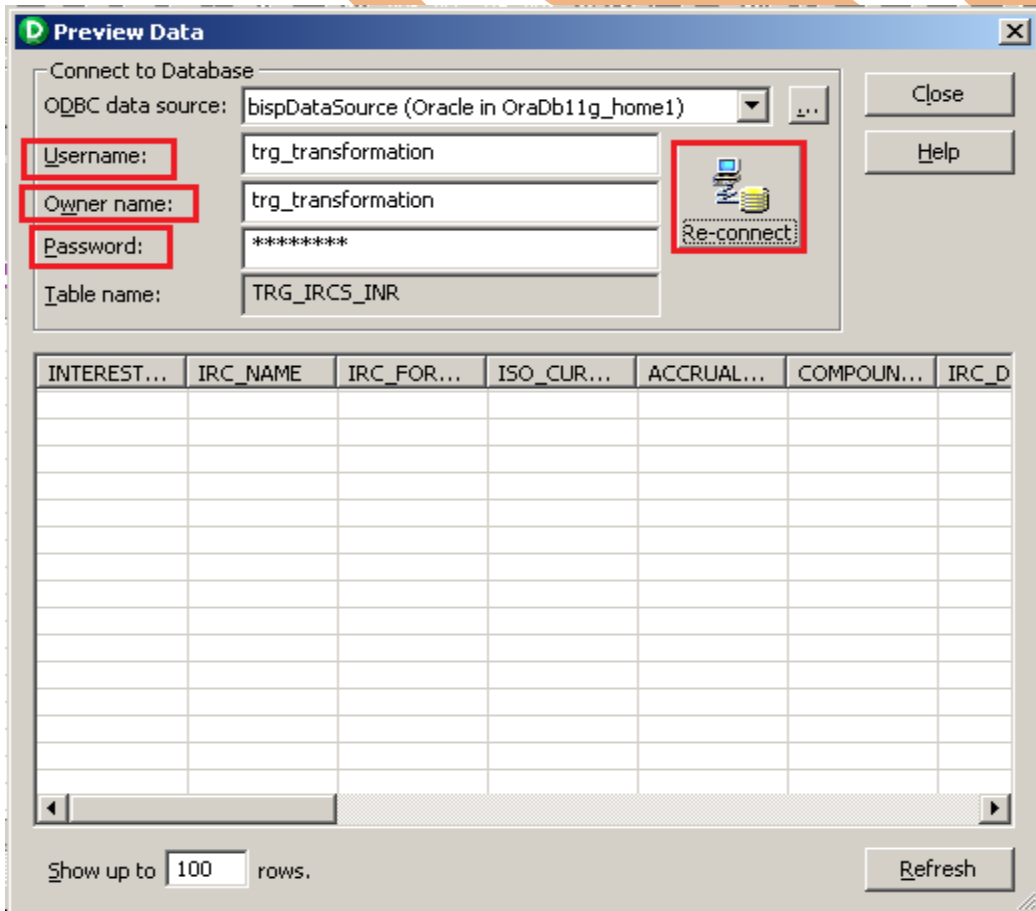 Preview Data
Connect to Database
ODBC data source: bispDataSource (Oracle in OraDb11g_home1) ...
Close
Username: trg_transformation
Help
Owner name: trg_transformation
Password: ********
Re-connect
Table name: TRG_IRCS_INR
INTEREST... IRC_NAME IRC_FOR... ISO_CUR... ACCRUAL... COMPOUN... IRC_D
Show up to 100 rows.
Refresh